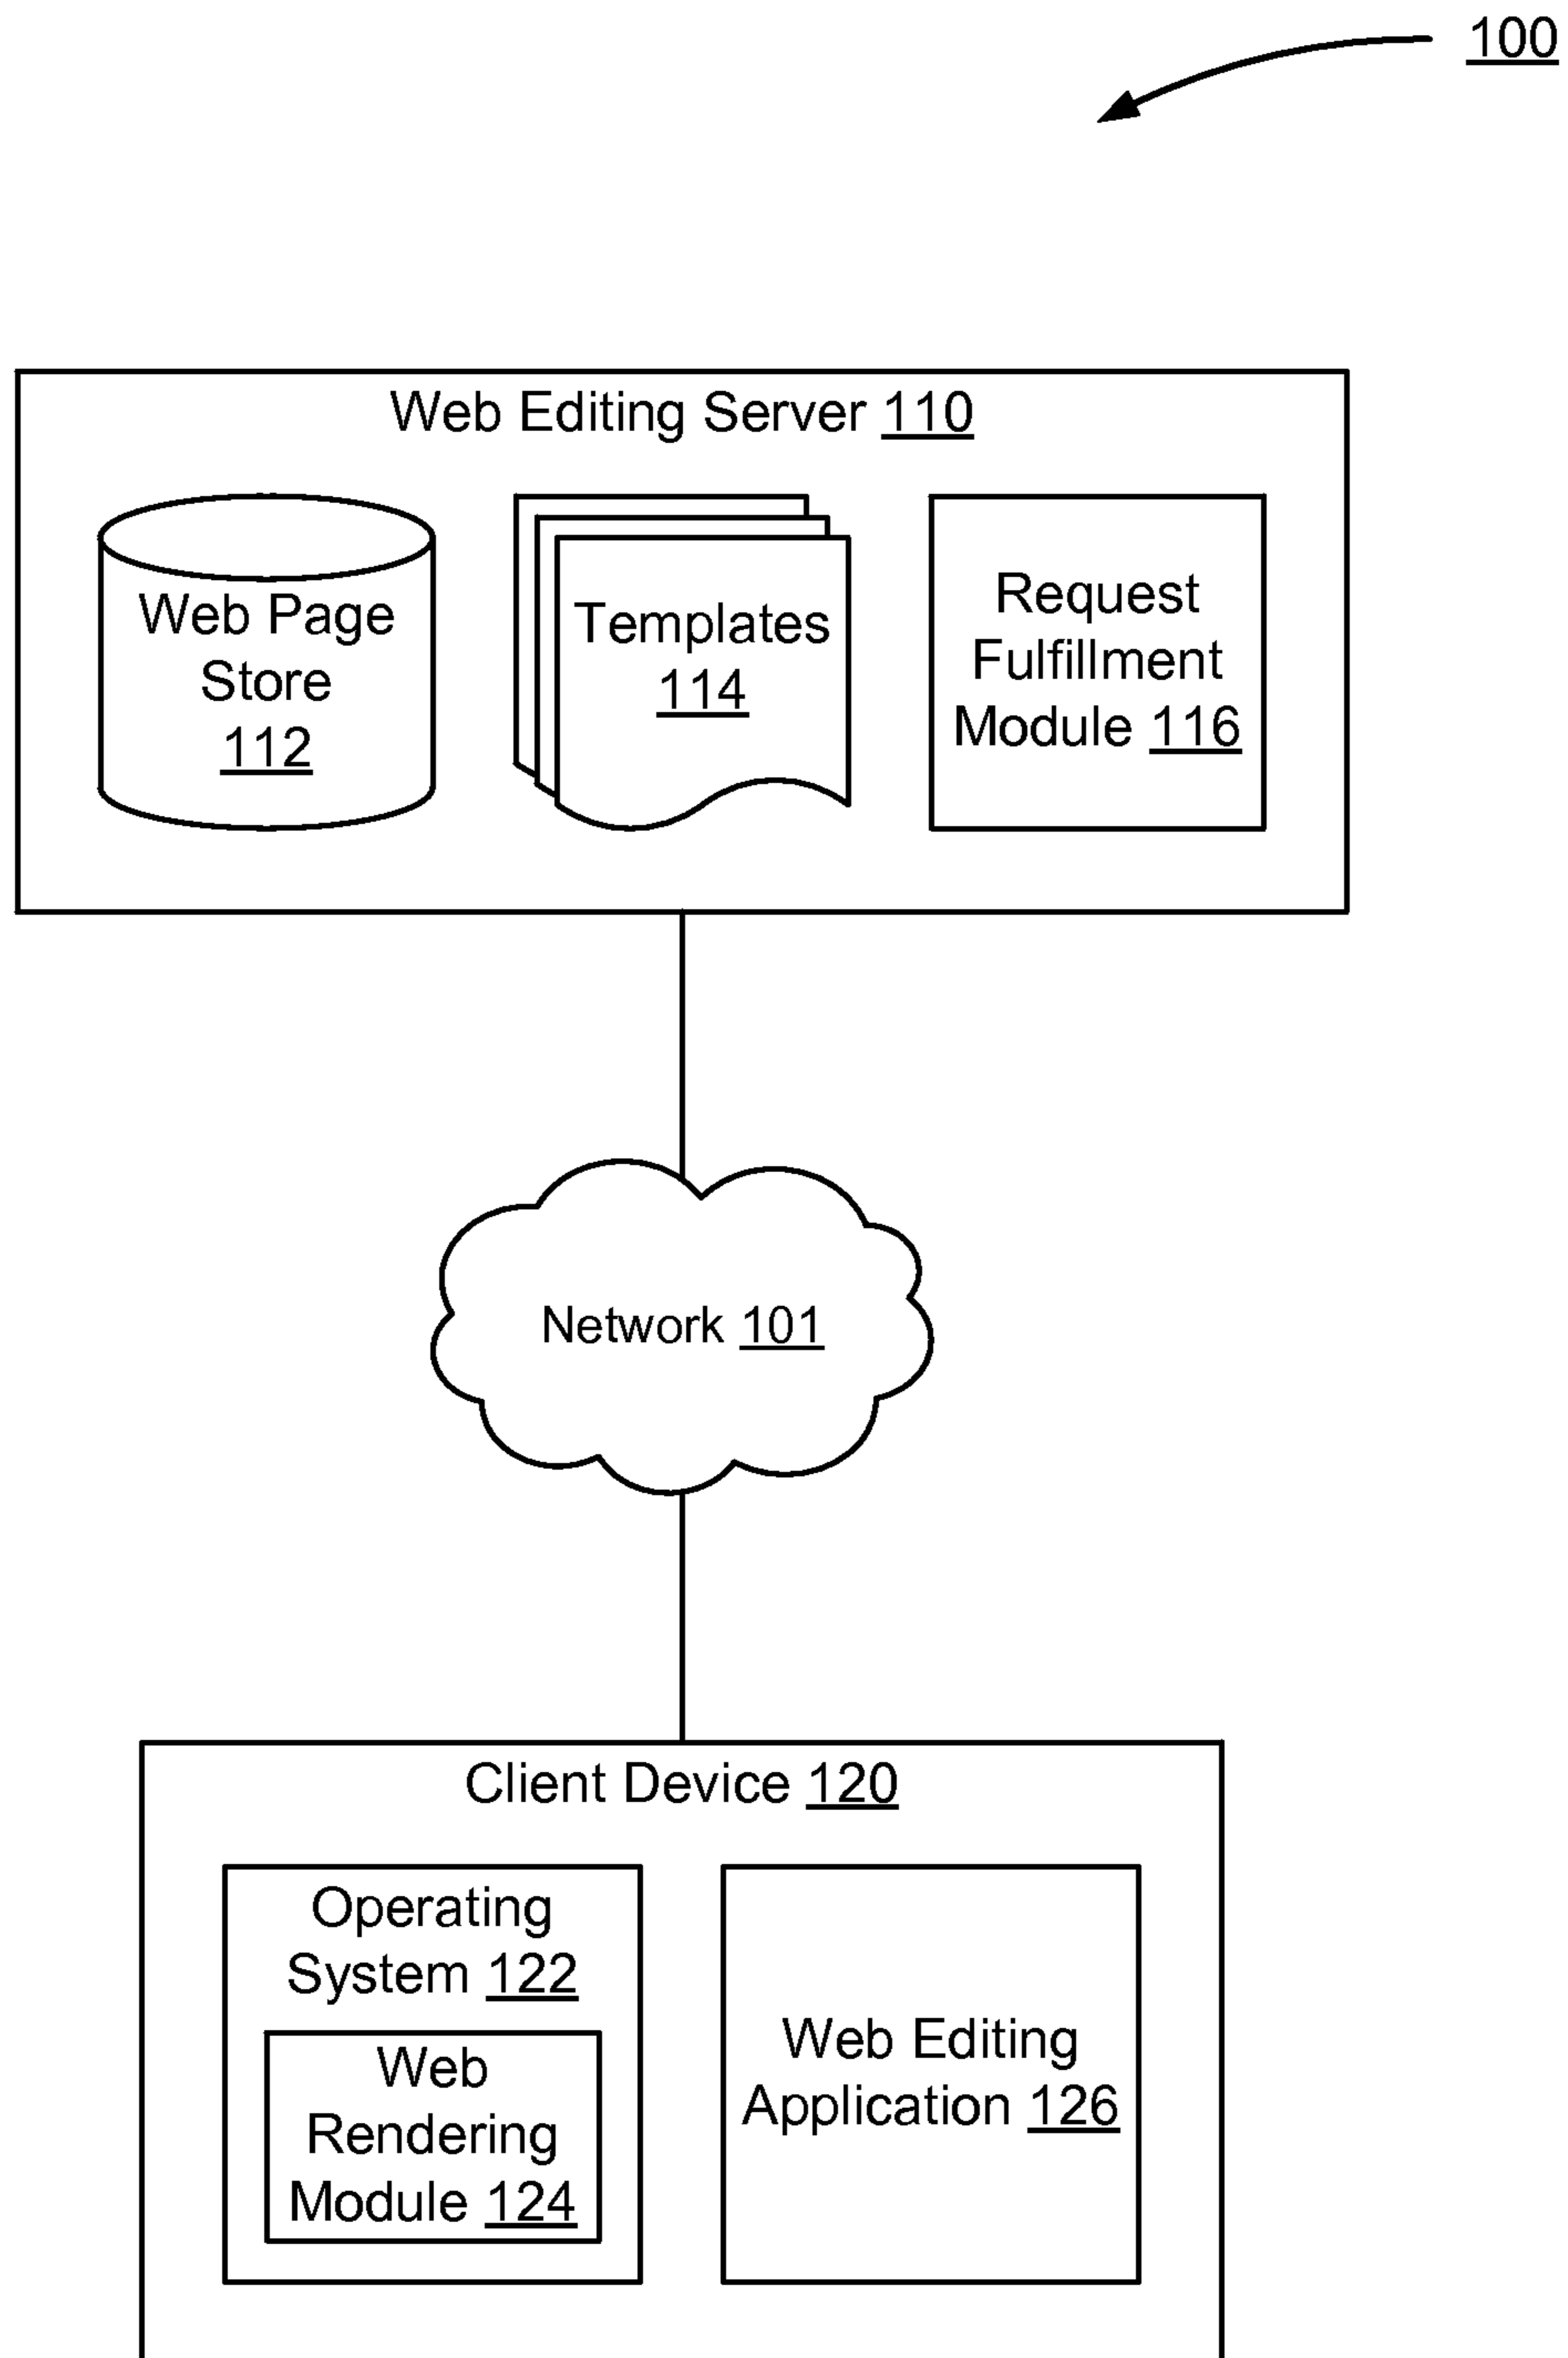 100
Web Editing Server 110
Web Page
Store
112
Templates
114
Request
Fulfillment
Module 116
Network 101
Client Device 120
Operating
System 122
Web
Rendering
Module 124
Web Editing
Application 126